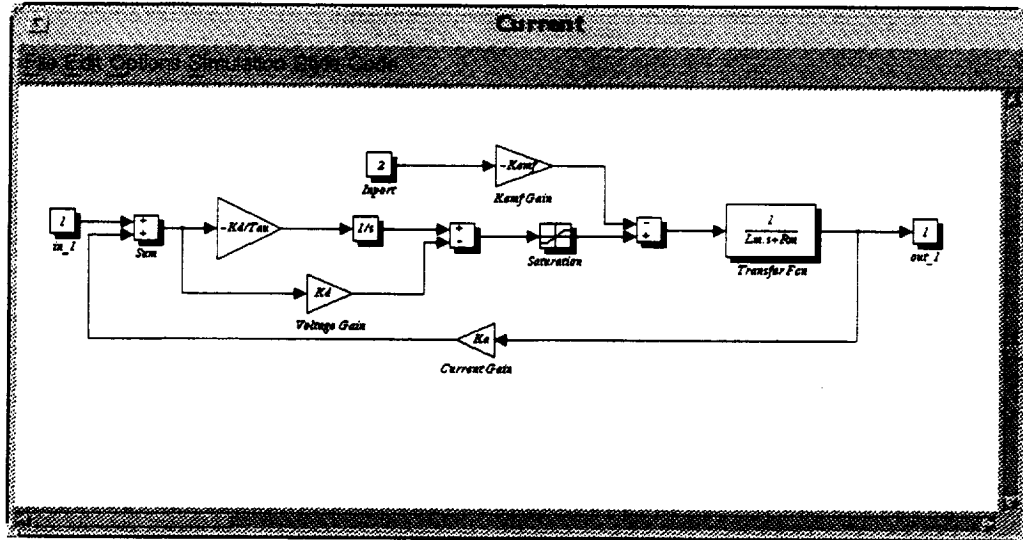 Current
File Edit Options Simulation Style Code
2
Inport
-Kemf
Kemf Gain
1
in_1
+
+
Sum
-Kd/Tau
1/s
+
-
Saturation
-
+
1
Lm.s+Rm
Transfer Fcn
1
out_1
Kd
Voltage Gain
Ka
Current Gain